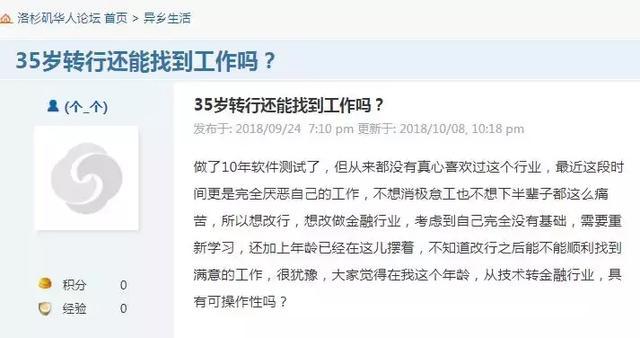 洛杉矶华人论坛 首页 > 异乡生活
35岁转行还能找到工作吗？
(个_个)
积分 0
经验 0
35岁转行还能找到工作吗？
发布于: 2018/09/24 7:10 pm 更新于: 2018/10/08, 10:18 pm
做了10年软件测试了，但从来都没有真心喜欢过这个行业，最近这段时
间更是完全厌恶自己的工作，不想消极怠工也不想下半辈子都这么痛
苦，所以想改行，想改做金融行业，考虑到自己完全没有基础，需要重
新学习，还加上年龄已经在这儿摆着，不知道改行之后能不能顺利找到
满意的工作，很犹豫，大家觉得在我这个年龄，从技术转金融行业，具
有可操作性吗？